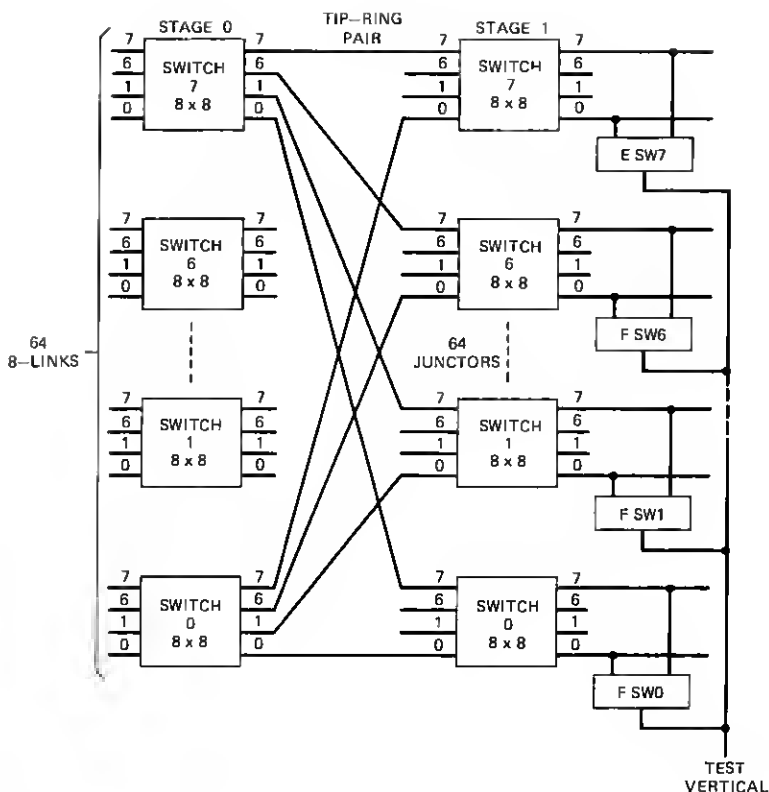 STAGE 0
TIP–RING
PAIR
STAGE 1
7
6
1
0
SWITCH
7
8 x 8
7
6
1
0
7
6
1
0
SWITCH
7
8 x 8
7
6
1
0
E SW7
7
6
1
0
SWITCH
6
8 x 8
7
6
1
0
7
6
1
0
SWITCH
6
8 x 8
7
6
1
0
F SW6
64
8–LINKS
64
JUNCTORS
7
6
1
0
SWITCH
1
8 x 8
7
6
1
0
7
6
1
0
SWITCH
1
8 x 8
7
6
1
0
F SW1
7
6
1
0
SWITCH
0
8 x 8
7
6
1
0
7
6
1
0
SWITCH
0
8 x 8
7
6
1
0
F SW0
TEST
VERTICAL